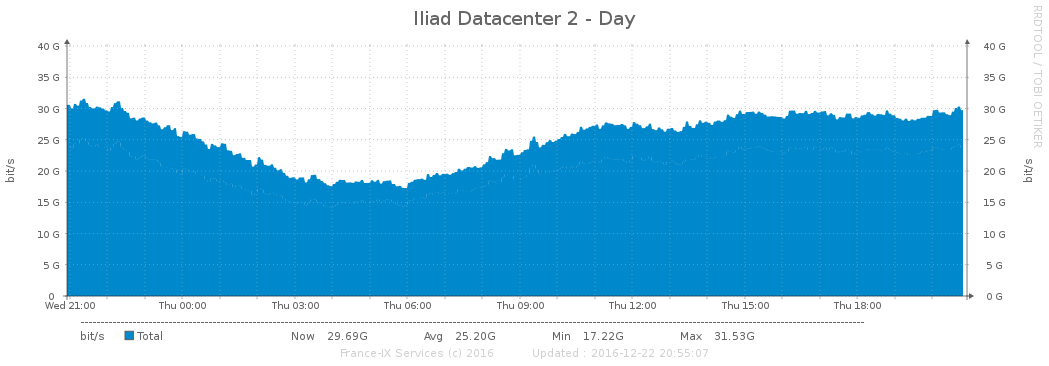 Iliad Datacenter 2 - Day
RRDTOOL / TOBI OETIKER
40 G 40 G
35 G 35 G
30 G 30 G
25 G 25 G
20 G 20 G
15 G 15 G
10 G 10 G
5 G 5 G
0 0 G
bit/s bit/s
Wed 21:00 Thu 00:00 Thu 03:00 Thu 06:00 Thu 09:00 Thu 12:00 Thu 15:00 Thu 18:00
bit/s Total Now 29.69G Avg 25.20G Min 17.22G Max 31.53G
France-IX Services (c) 2016 Updated : 2016-12-22 20:55:07